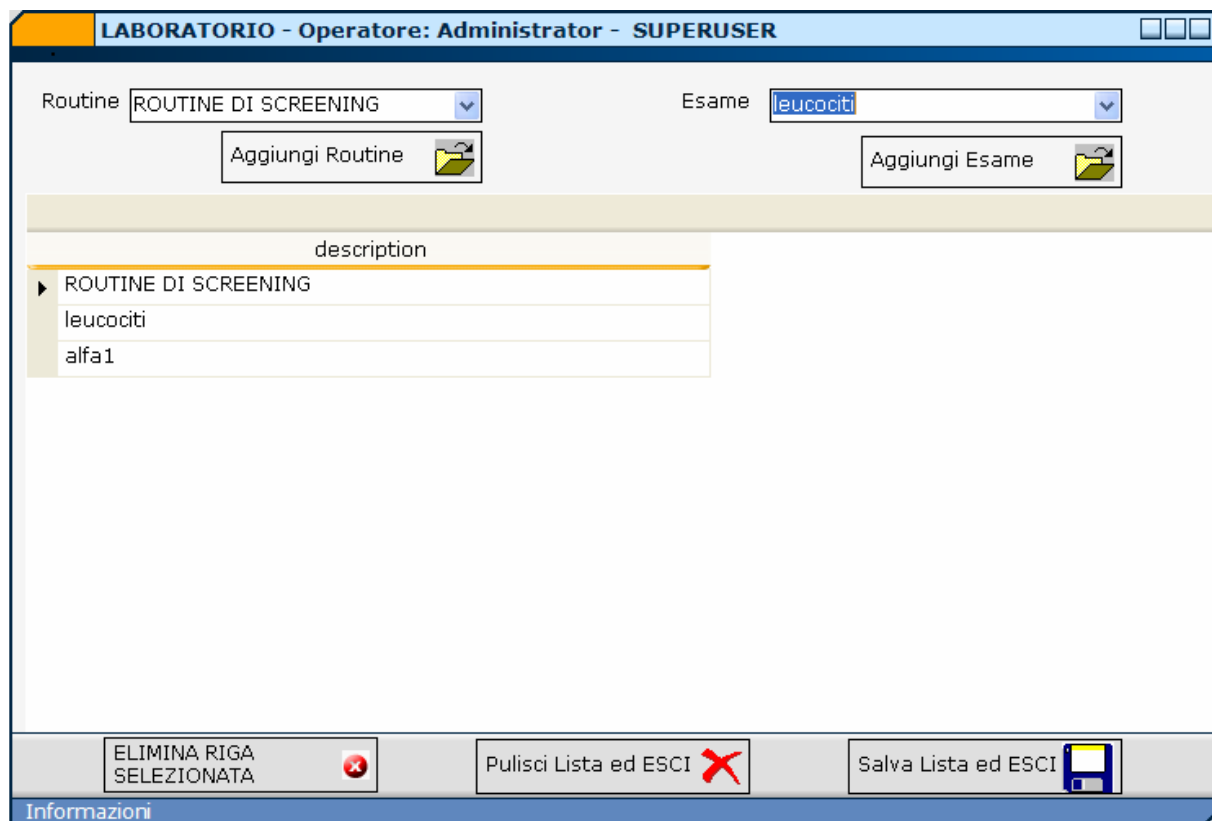 LABORATORIO - Operatore: Administrator - SUPERUSER
Routine ROUTINE DI SCREENING
Esame leucociti
Aggiungi Routine
Aggiungi Esame
description
ROUTINE DI SCREENING
leucociti
alfa1
ELIMINA RIGA
SELEZIONATA
Pulisci Lista ed ESCI
Salva Lista ed ESCI
Informazioni